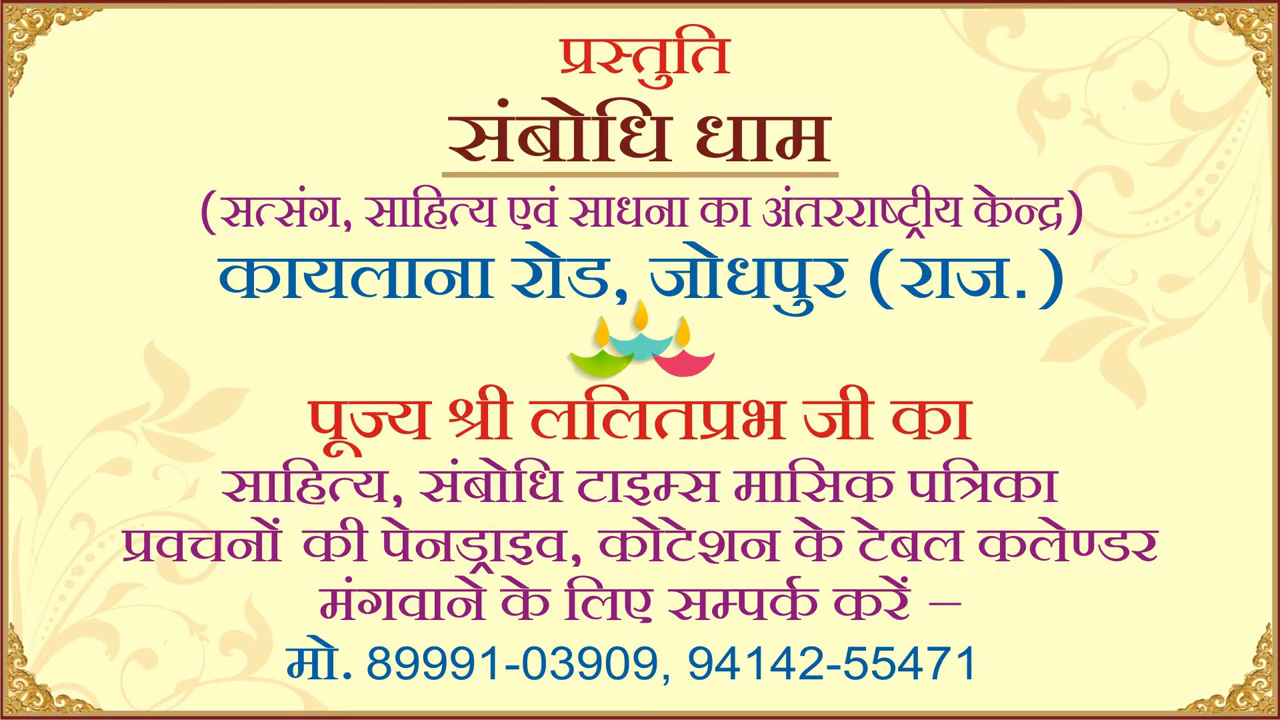 प्रस्तुति
संबोधि धाम
(सत्संग, साहित्य एवं साधना का अंतरराष्ट्रीय केन्द्र)
कायलाना रोड, जोधपुर (राज.)
पूज्य श्री ललितप्रभ जी का
साहित्य, संबोधि टाइम्स मासिक पत्रिका
प्रवचनों की पेनड्राइव, कोटेशन के टेबल कलेण्डर
मंगवाने के लिए सम्पर्क करें –
मो. 89991-03909, 94142-55471